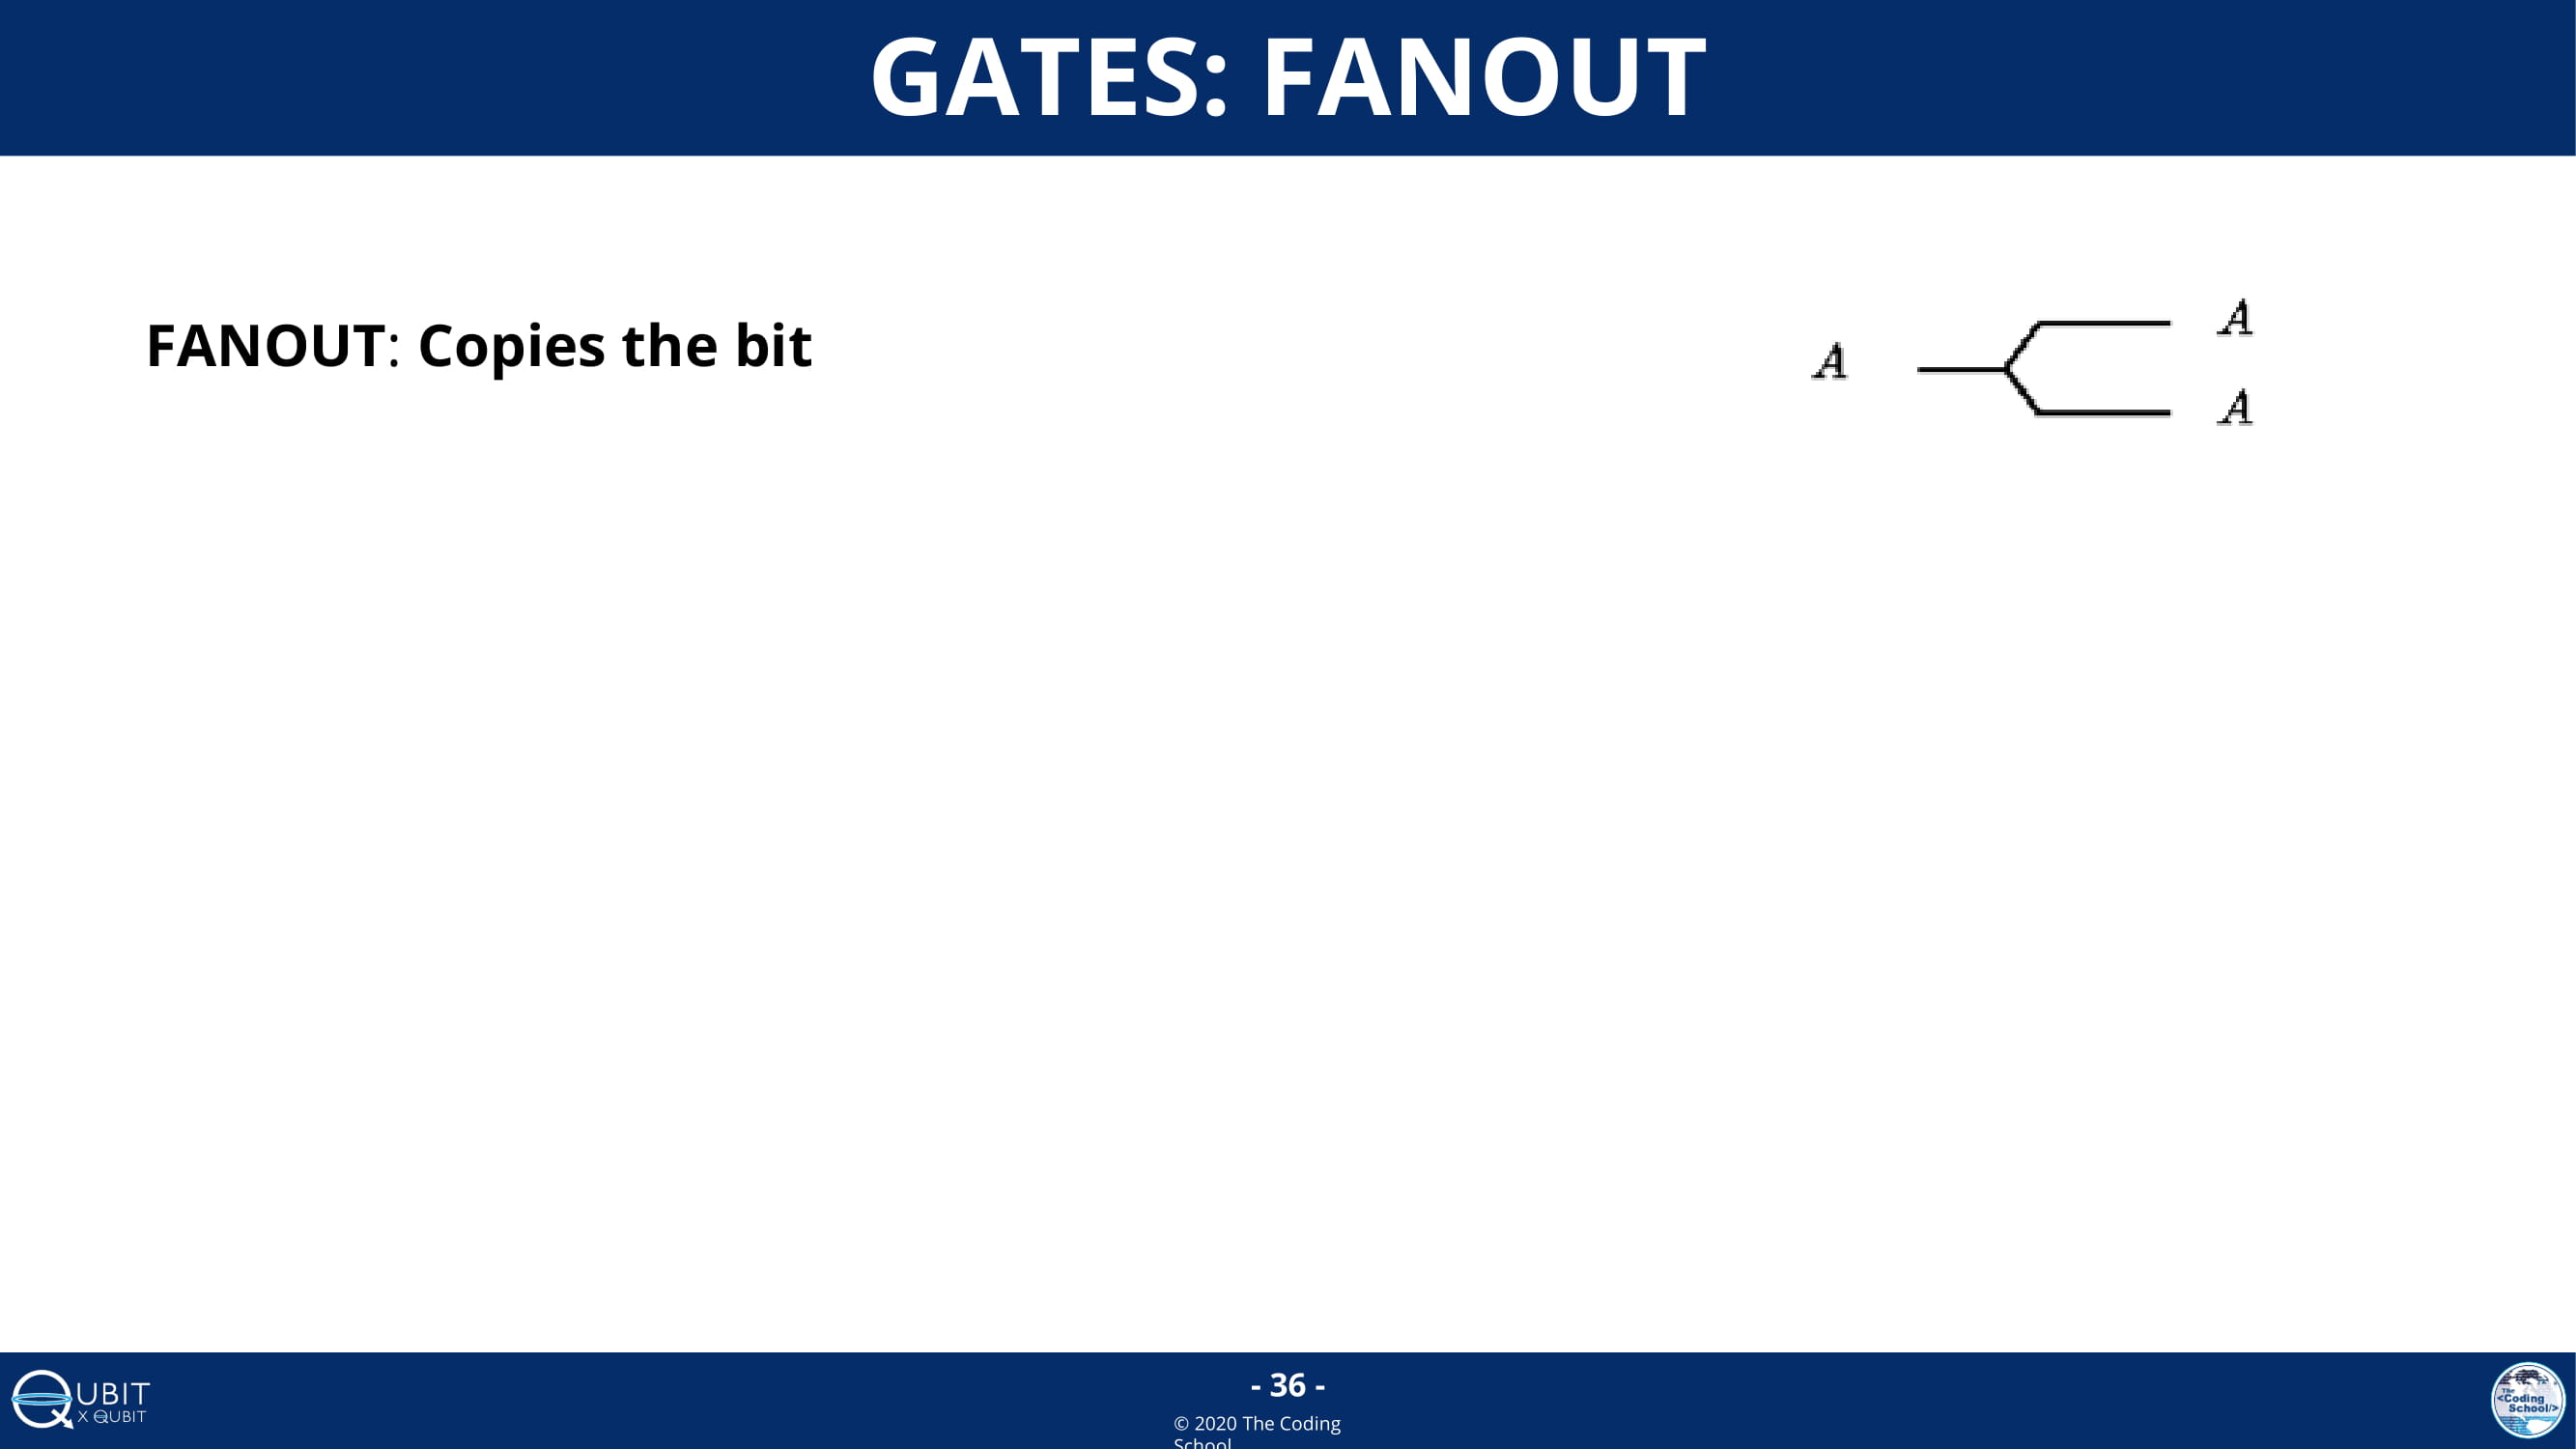 GATES: FANOUT
FANOUT: Copies the bit
A
A
A
- 36 -
© 2020 The Coding
School
QUBIT
X QUBIT
The
<Coding
School/>